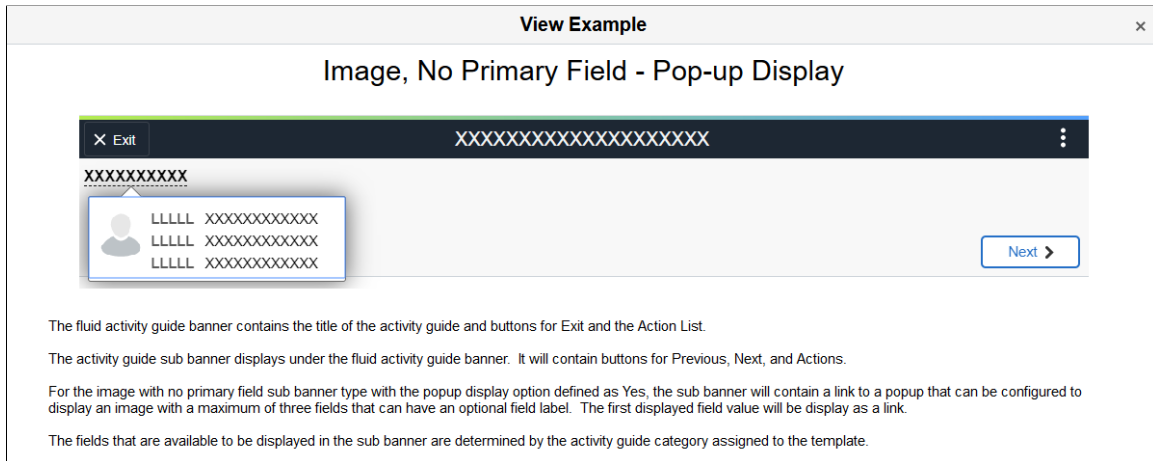 View Example
×
Image, No Primary Field - Pop-up Display
Exit
XXXXXXXXXXXXXXXXXXXX
XXXXXXXXXX
LLLLL XXXXXXXXXXXX
LLLLL XXXXXXXXXXXX
LLLLL XXXXXXXXXXXX
Next
The fluid activity guide banner contains the title of the activity guide and buttons for Exit and the Action List.
The activity guide sub banner displays under the fluid activity guide banner. It will contain buttons for Previous, Next, and Actions.
For the image with no primary field sub banner type with the popup display option defined as Yes, the sub banner will contain a link to a popup that can be configured to
display an image with a maximum of three fields that can have an optional field label. The first displayed field value will be display as a link.
The fields that are available to be displayed in the sub banner are determined by the activity guide category assigned to the template.